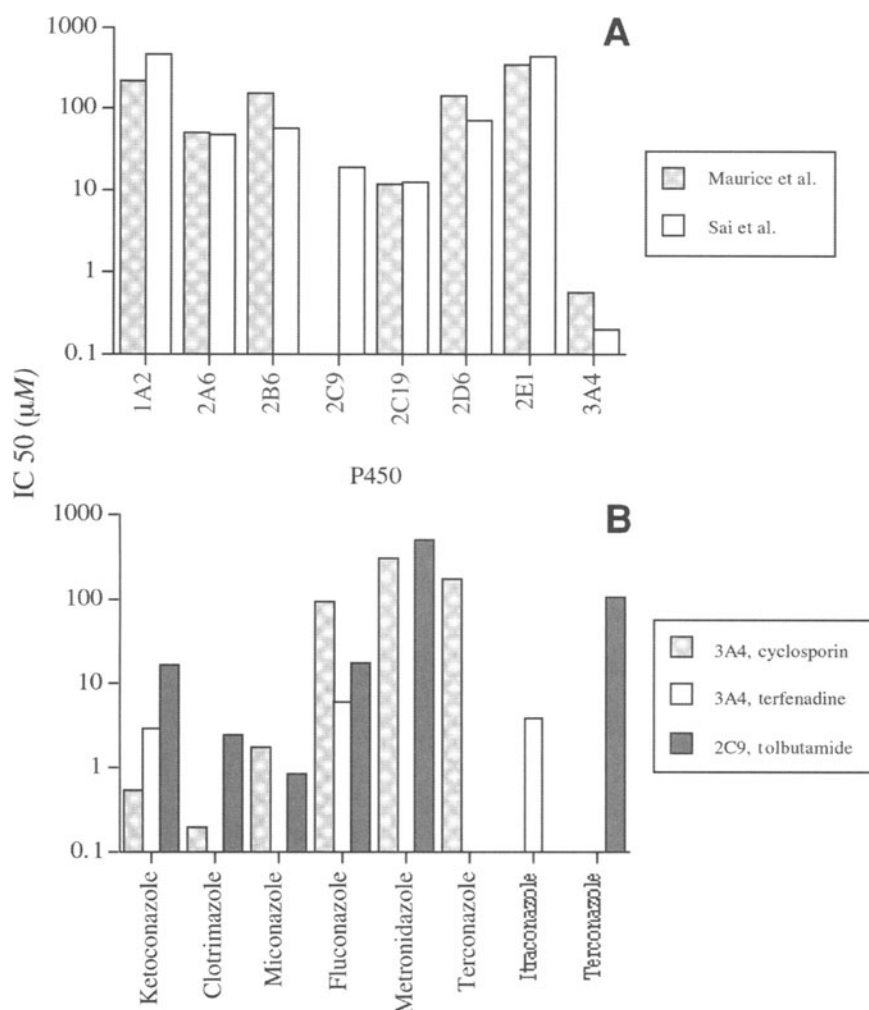 A
1000
100
10
1
0.1
1A2
2A6
2B6
2C9
2C19
2D6
2E1
3A4
Maurice et al.
Sai et al.
IC 50 (μM)
P450
B
1000
100
10
1
0.1
Ketoconazole
Clotrimazole
Miconazole
Fluconazole
Metronidazole
Terconazole
Itraconazole
Terconazole
3A4, cyclosporin
3A4, terfenadine
2C9, tolbutamide